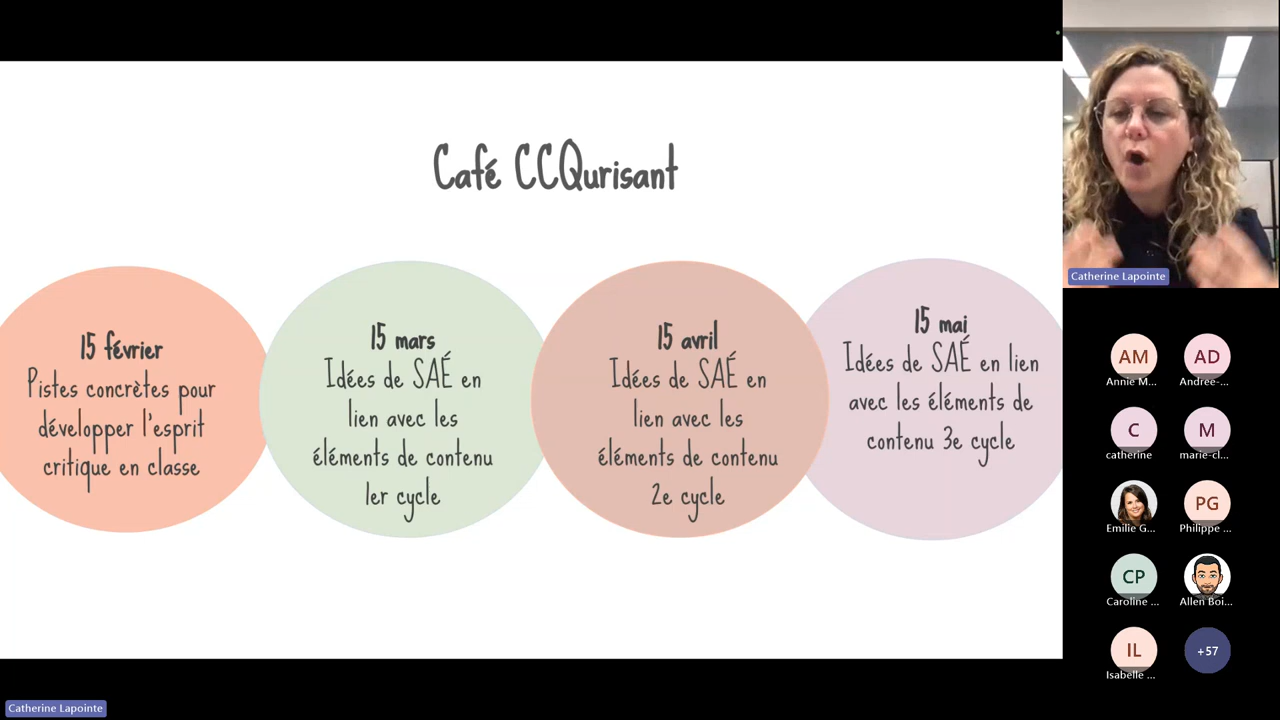 Café CCQurisant
15 février
Pistes concrètes pour
développer l'esprit
critique en classe
15 mars
Idées de SAÉ en
lien avec les
éléments de contenu
1er cycle
15 avril
Idées de SAÉ en
lien avec les
éléments de contenu
2e cycle
15 mai
Idées de SAÉ en lien
avec les éléments de
contenu 3e cycle
Catherine Lapointe
AM
Annie M...
AD
Andrée-...
C
catherine
M
marie-cl...
Emilie G...
PG
Philippe ...
CP
Caroline ...
Allen Boi...
IL
Isabelle ...
+57
Catherine Lapointe